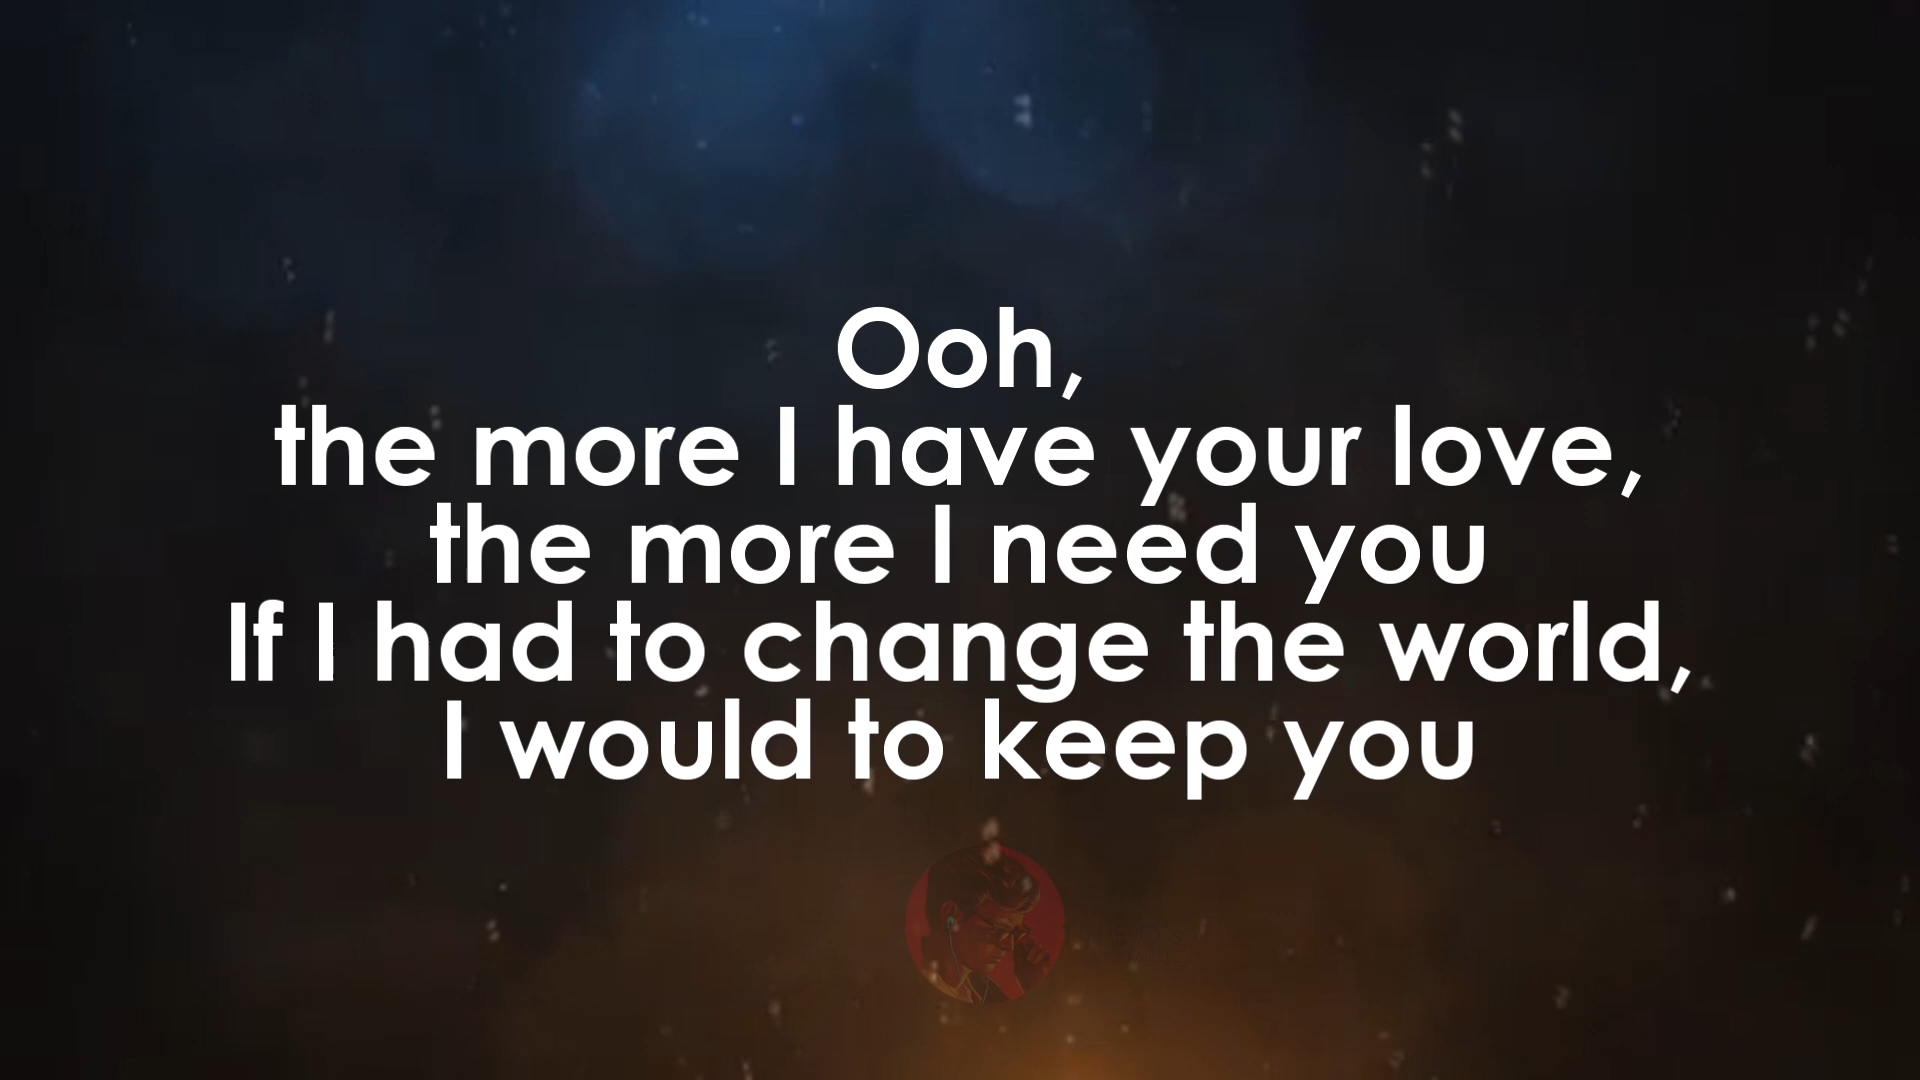 Ooh,
the more I have your love,
the more I need you
If I had to change the world,
I would to keep you